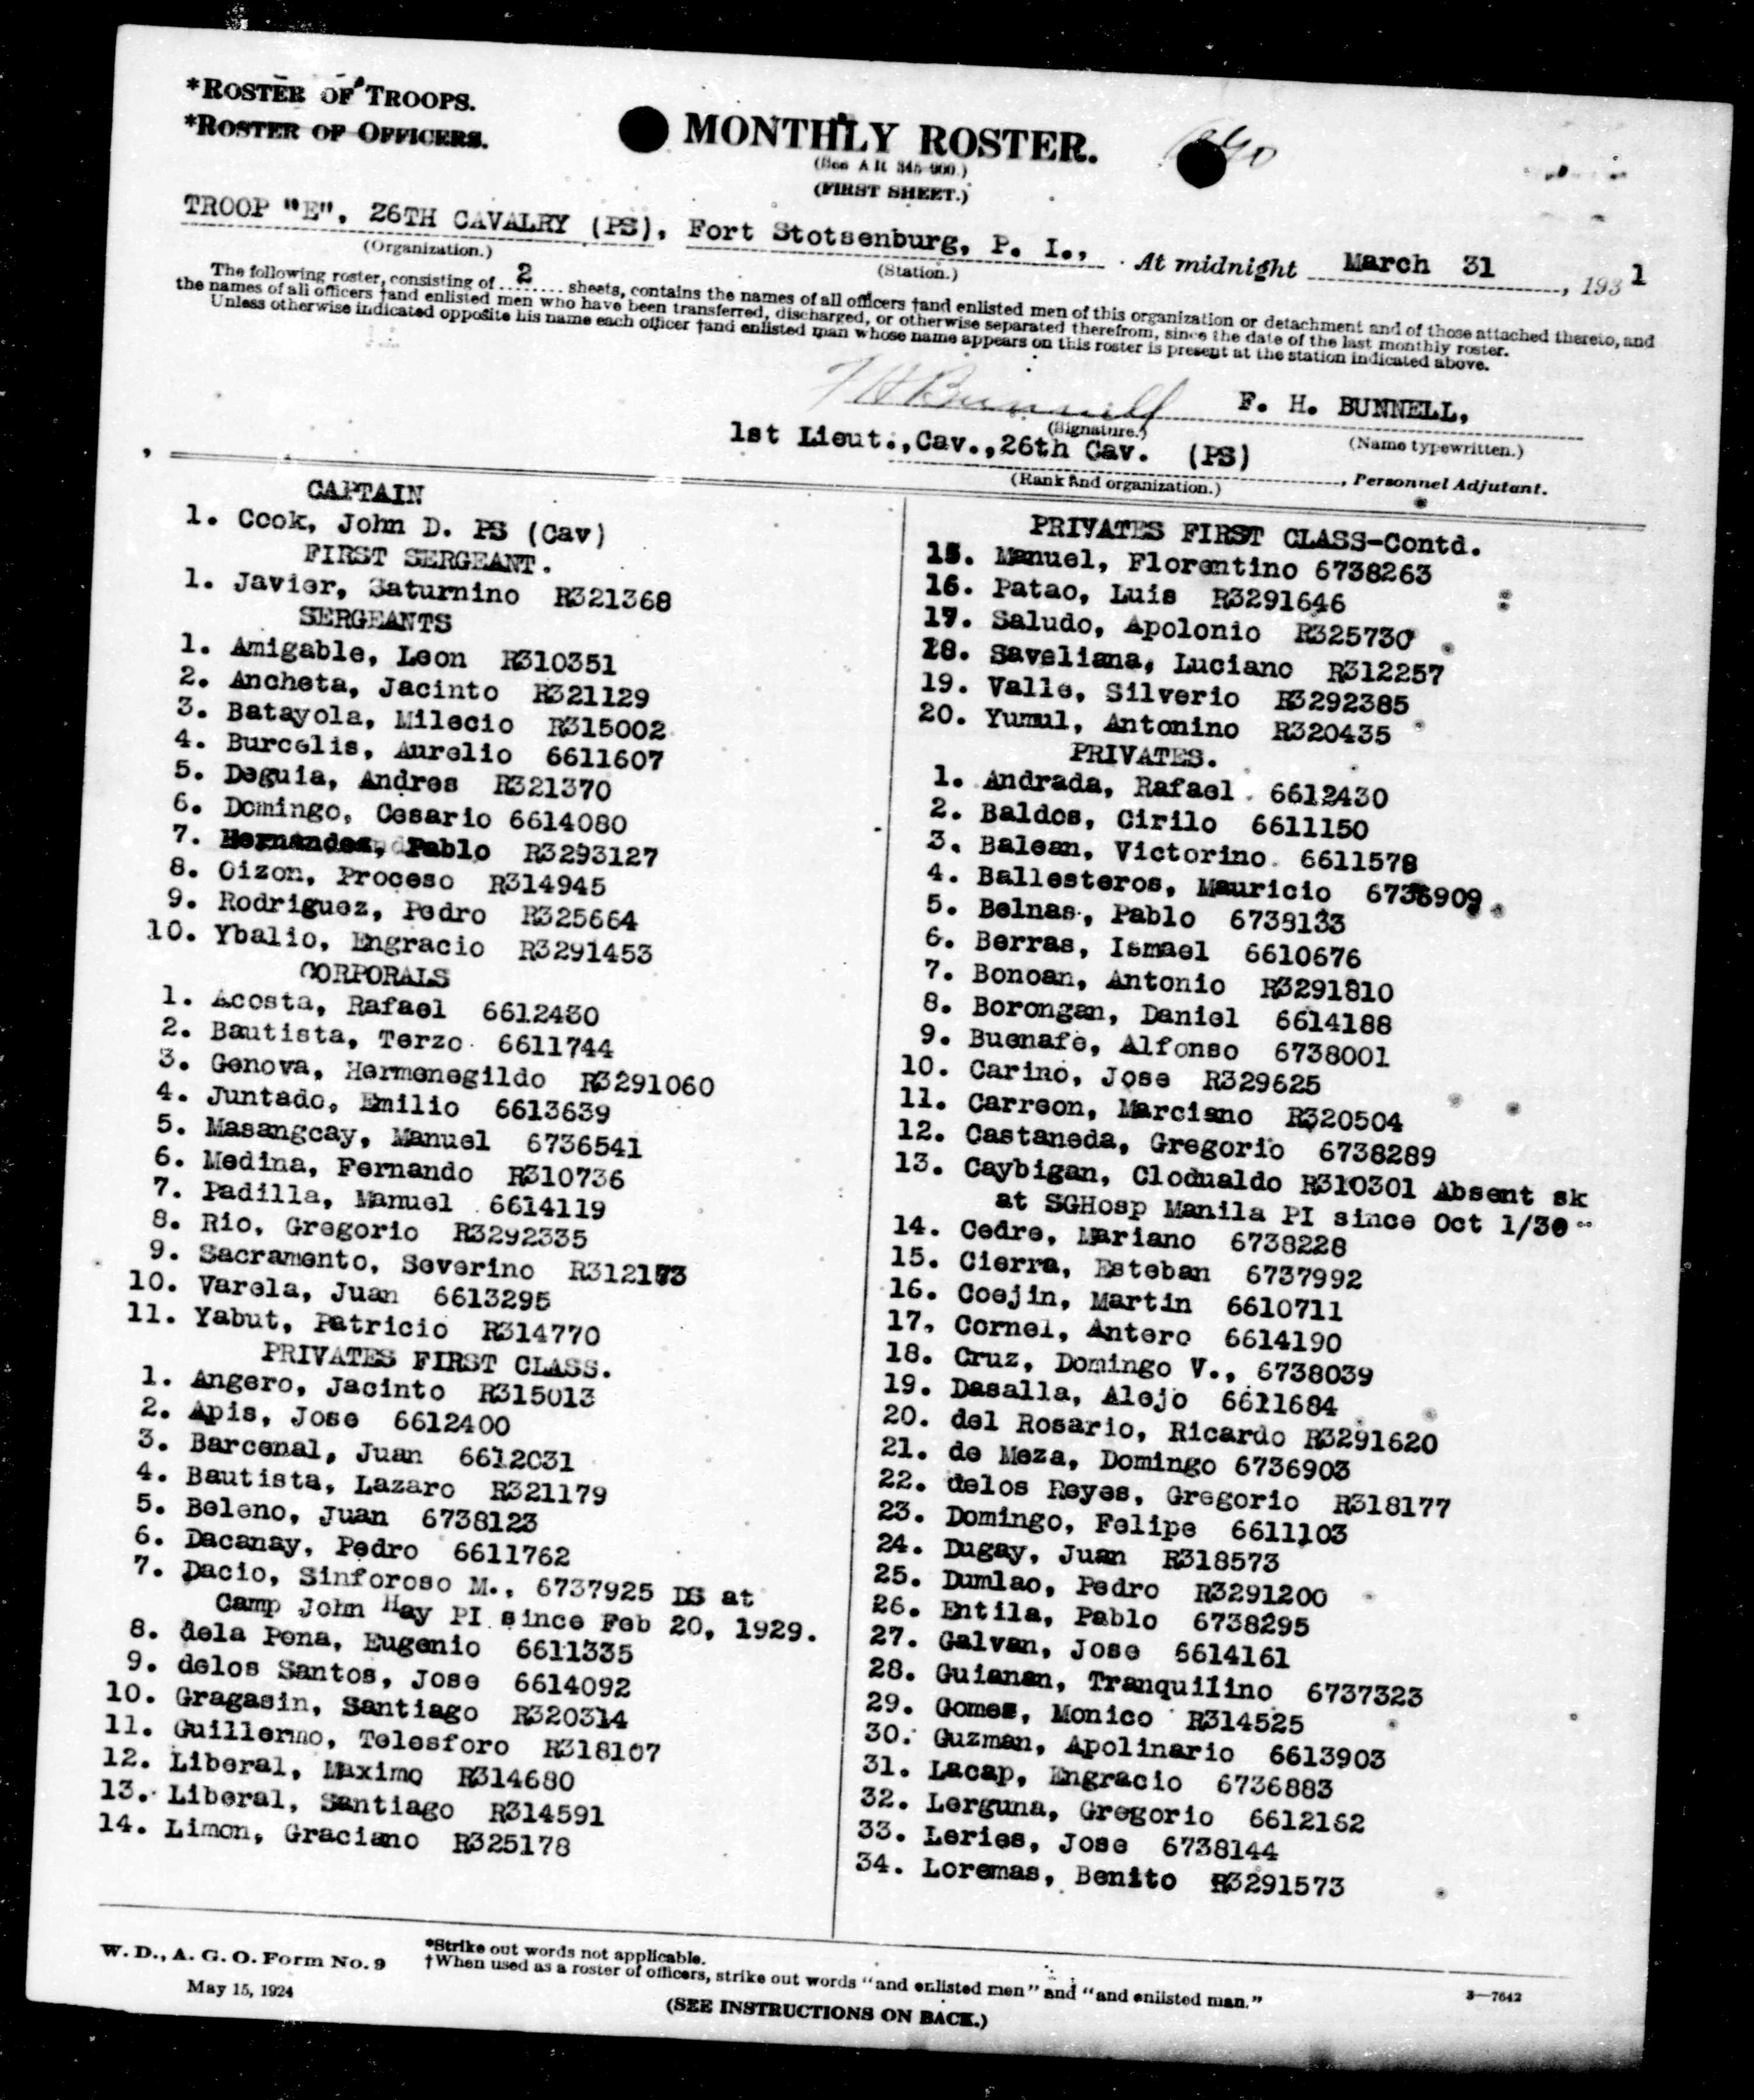 *ROSTER OF TROOPS.
*ROSTER OF OFFICERS.
MONTHLY ROSTER.
(See A R 345-900.)
(FIRST SHEET.)
TROOP "E", 26TH CAVALRY (PS), Fort Stotsenburg, P. I., At midnight March 31, 1931
(Organization.) (Station.)
The following roster, consisting of 2 sheets, contains the names of all officers †and enlisted men of this organization or detachment and of those attached thereto, and
the names of all officers †and enlisted men who have been transferred, discharged, or otherwise separated therefrom, since the date of the last monthly roster.
Unless otherwise indicated opposite his name each officer †and enlisted man whose name appears on this roster is present at the station indicated above.
F H Bunnell F. H. BUNNELL,
(Signature.) (Name typewritten.)
1st Lieut.,Cav.,26th Cav. (PS)
(Rank and organization.), Personnel Adjutant.
CAPTAIN
1. Cook, John D. PS (Cav)
FIRST SERGEANT.
1. Javier, Saturnino R321368
SERGEANTS
1. Amigable, Leon R310351
2. Ancheta, Jacinto R321129
3. Batayola, Milecio R315002
4. Burcelis, Aurelio 6611607
5. Deguia, Andres R321370
6. Domingo, Cesario 6614080
7. Hernandez, Pablo R3293127
8. Oizon, Proceso R314945
9. Rodriguez, Pedro R325664
10. Ybalio, Engracio R3291453
CORPORALS
1. Acosta, Rafael 6612430
2. Bautista, Terzo 6611744
3. Genova, Hermenegildo R3291060
4. Juntado, Emilio 6613639
5. Masangcay, Manuel 6736541
6. Medina, Fernando R310736
7. Padilla, Manuel 6614119
8. Rio, Gregorio R3292335
9. Sacramento, Severino R312173
10. Varela, Juan 6613295
11. Yabut, Patricio R314770
PRIVATES FIRST CLASS.
1. Angero, Jacinto R315013
2. Apis, Jose 6612400
3. Barcenal, Juan 6612031
4. Bautista, Lazaro R321179
5. Beleno, Juan 6738123
6. Dacanay, Pedro 6611762
7. Dacio, Sinforoso M., 6737925 DS at
Camp John Hay PI since Feb 20, 1929.
8. dela Pena, Eugenio 6611335
9. delos Santos, Jose 6614092
10. Gragasin, Santiago R320314
11. Guillermo, Telesforo R318107
12. Liberal, Maximo R314680
13. Liberal, Santiago R314591
14. Limon, Graciano R325178
PRIVATES FIRST CLASS-Contd.
15. Manuel, Florentino 6738263
16. Patao, Luis R3291646
17. Saludo, Apolonio R325730
18. Saveliana, Luciano R312257
19. Valle, Silverio R3292385
20. Yumul, Antonino R320435
PRIVATES.
1. Andrada, Rafael 6612430
2. Baldos, Cirilo 6611150
3. Balean, Victorino 6611578
4. Ballesteros, Mauricio 6736909
5. Belnas, Pablo 6738133
6. Berras, Ismael 6610676
7. Bonoan, Antonio R3291810
8. Borongan, Daniel 6614188
9. Buenafe, Alfonso 6738001
10. Carino, Jose R329625
11. Carreon, Marciano R320504
12. Castaneda, Gregorio 6738289
13. Caybigan, Clodualdo R310301 Absent sk
at SGHosp Manila PI since Oct 1/30
14. Cedre, Mariano 6738228
15. Cierra, Esteban 6737992
16. Coejin, Martin 6610711
17. Cornel, Antero 6614190
18. Cruz, Domingo V., 6738039
19. Dasalla, Alejo 6611684
20. del Rosario, Ricardo R3291620
21. de Meza, Domingo 6736903
22. delos Reyes, Gregorio R318177
23. Domingo, Felipe 6611103
24. Dugay, Juan R318573
25. Dumlao, Pedro R3291200
26. Entila, Pablo 6738295
27. Galvan, Jose 6614161
28. Guianan, Tranquilino 6737323
29. Gomez, Monico R314525
30. Guzman, Apolinario 6613903
31. Lacap, Engracio 6736883
32. Lerguna, Gregorio 6612162
33. Leries, Jose 6738144
34. Loremas, Benito R3291573
W. D., A. G. O. Form No. 9
May 15, 1924
*Strike out words not applicable.
†When used as a roster of officers, strike out words "and enlisted men" and "and enlisted man."
(SEE INSTRUCTIONS ON BACK.)
3—7642